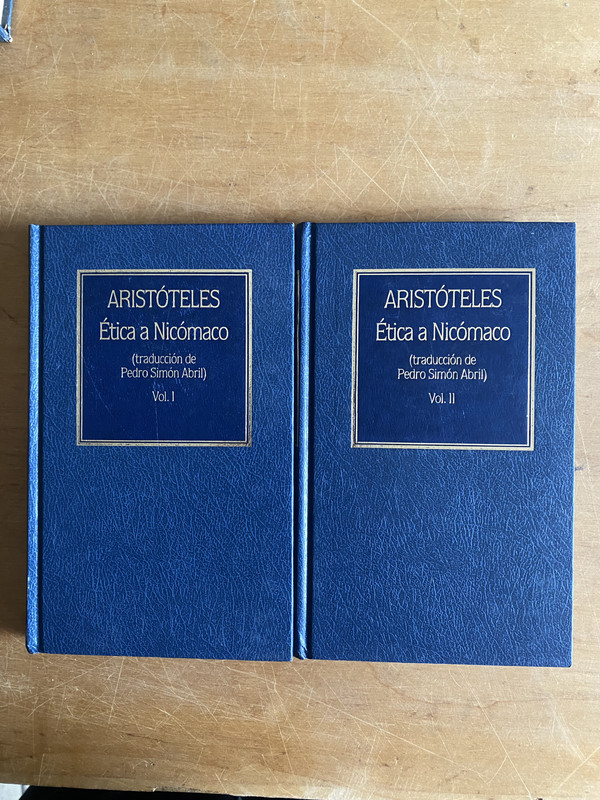 ARISTÓTELES
Ética a Nicómaco
(traducción de
Pedro Simón Abril)
Vol. I
ARISTÓTELES
Ética a Nicómaco
(traducción de
Pedro Simón Abril)
Vol. II